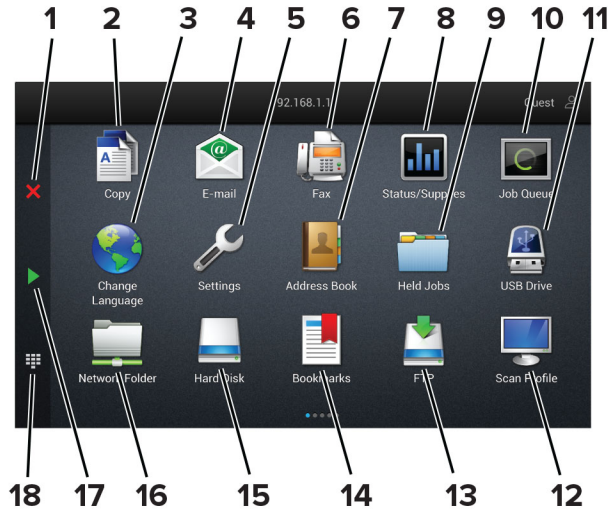 1 2 3 4 5 6 7 8 9 10 11
92.168.1.1
Guest
Copy E-mail Fax Status/Supplies Job Queue
Change
Language
Settings Address Book Held Jobs USB Drive
Network Folder Hard Disk Bookmarks FTP Scan Profile
18 17 16 15 14 13 12